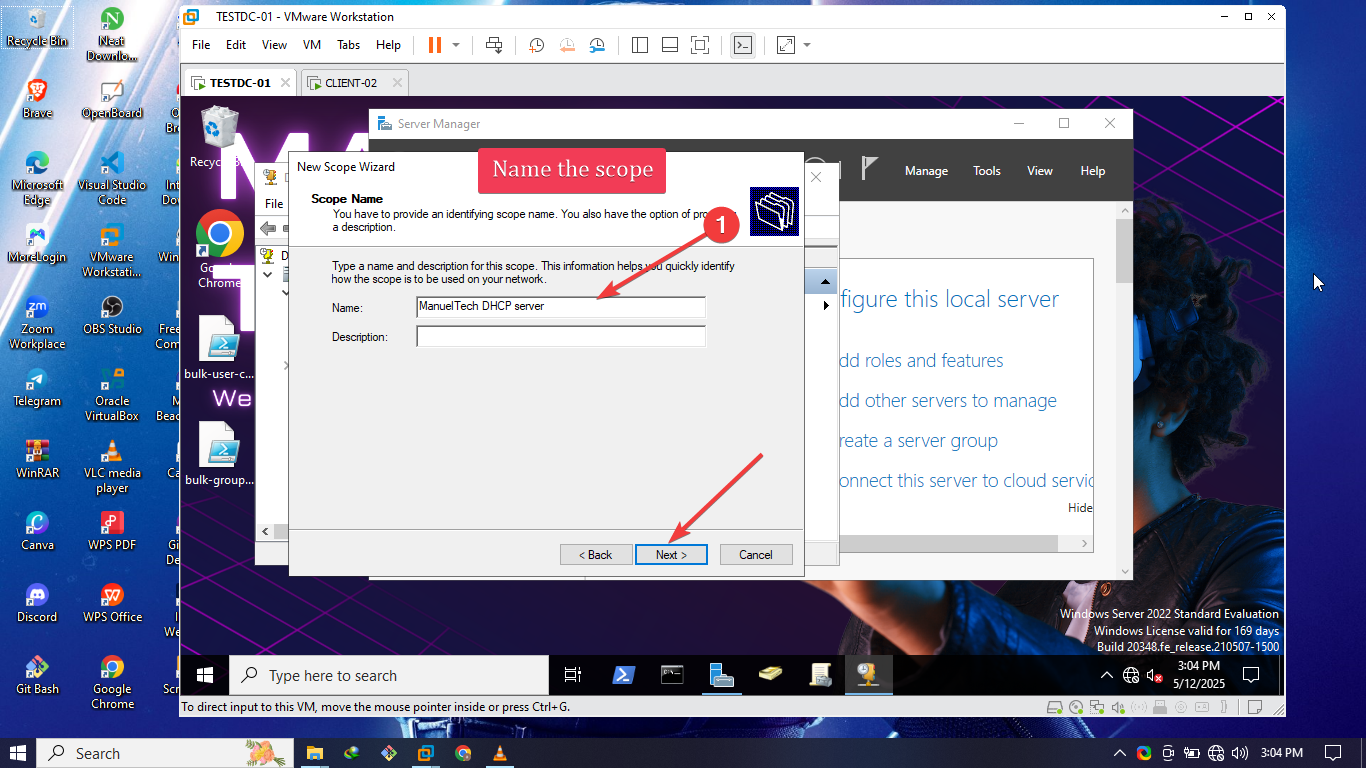 Recycle Bin
Neat
Downlo...
Brave
OpenBoard
Microsoft
Edge
Visual Studio
Code
MoreLogin
VMware
Workstati...
Zoom
Workplace
OBS Studio
Telegram
Oracle
VirtualBox
WinRAR
VLC media
player
Canva
WPS PDF
Discord
WPS Office
Git Bash
Google
Chrome
TESTDC-01 - VMware Workstation
File Edit View VM Tabs Help
TESTDC-01
CLIENT-02
Google
Chrome
bulk-user-c...
We
bulk-group...
Server Manager
Manage Tools View Help
File
New Scope Wizard
Name the scope
Scope Name
You have to provide an identifying scope name. You also have the option of
a description.
1
Type a name and description for this scope. This information helps you quickly identify
how the scope is to be used on your network.
Name:
ManuelTech DHCP server
Description:
< Back
Next >
Cancel
figure this local server
dd roles and features
dd other servers to manage
reate a server group
onnect this server to cloud servic
Hide
Windows Server 2022 Standard Evaluation
Windows License valid for 169 days
Build 20348.fe_release.210507-1500
Type here to search
3:04 PM
5/12/2025
To direct input to this VM, move the mouse pointer inside or press Ctrl+G.
Search
3:04 PM